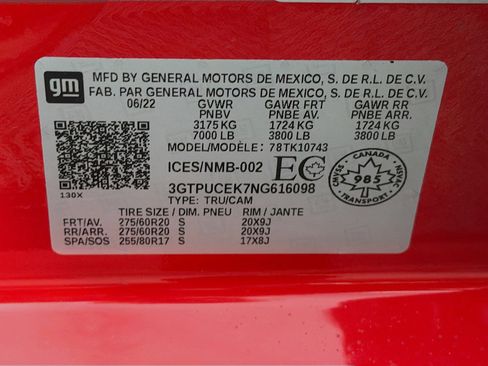 gm
MFD BY GENERAL MOTORS DE MEXICO, S. DE R.L. DE C.V.
FAB. PAR GENERAL MOTORS DE MEXICO, S. DE R.L. DE C.V.
06/22 GVWR GAWR FRT GAWR RR
PNBV PNBE AV. PNBE ARR.
3175 KG 1724 KG 1724 KG
7000 LB 3800 LB 3800 LB
MODEL/MODÈLE: 78TK10743
ICES/NMB-002 EC
CANADA
985
3GTPUCEK7NG616098
130X
TYPE: TRU/CAM
TIRE SIZE / DIM. PNEU RIM / JANTE
FRT/AV. 275/60R20 S 20X9J
RR/ARR. 275/60R20 S 20X9J
SPA/SOS 255/80R17 S 17X8J